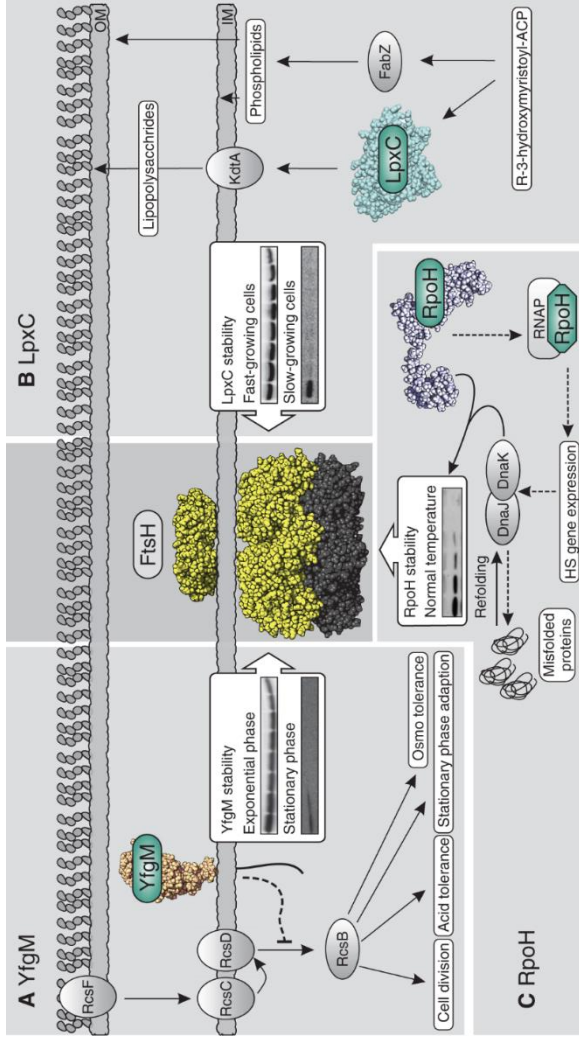 A YfgM
RcsF
RcsC
RcsD
YfgM
RcsB
Cell division
Acid tolerance
Stationary phase adaption
Osmo tolerance
YfgM stability
Exponential phase
Stationary phase
FtsH
B LpxC
OM
IM
LpxC stability
Fast-growing cells
Slow-growing cells
Lipopolysacchrides
Phospholipids
KdtA
LpxC
FabZ
R-3-hydroxymyristoyl-ACP
C RpoH
RpoH stability
Normal temperature
Refolding
DnaJ
DnaK
Misfolded
proteins
HS gene expression
RpoH
RNAP
RpoH